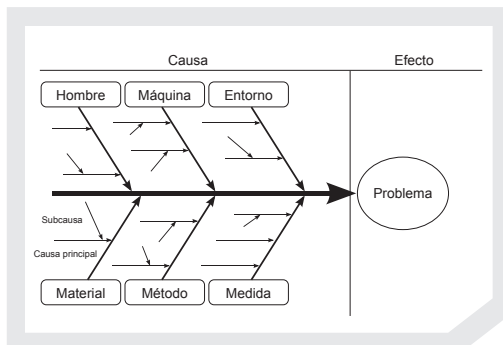 Causa
Efecto
Hombre
Máquina
Entorno
Problema
Subcausa
Causa principal
Material
Método
Medida